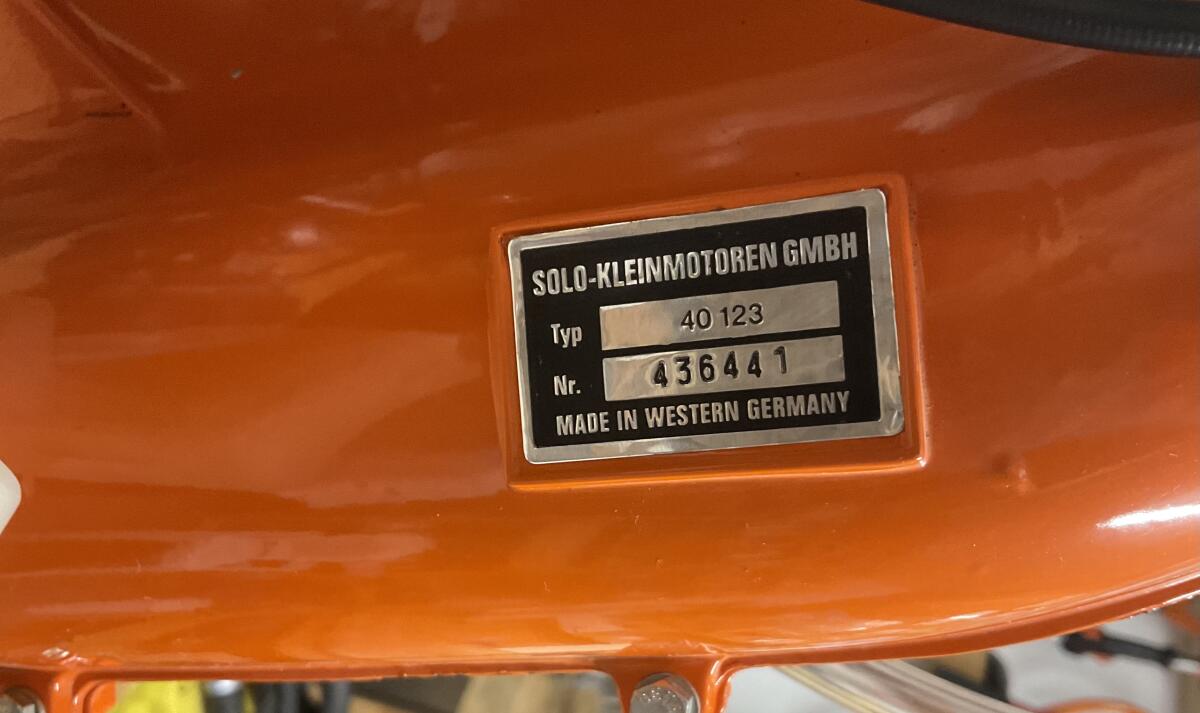 SOLO-KLEINMOTOREN GMBH
Typ 40 123
Nr. 436441
MADE IN WESTERN GERMANY